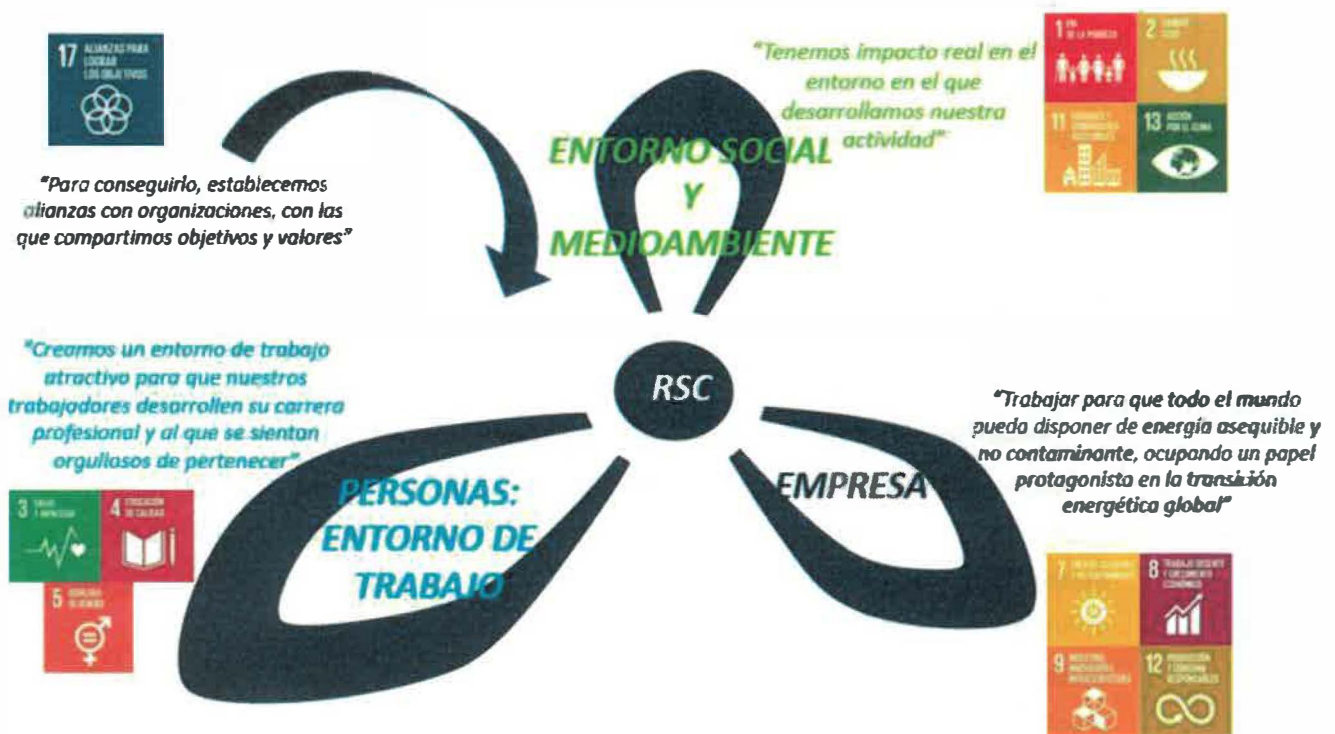 17 ALIANZAS PARA
LOGRAR
LOS OBJETIVOS
"Para conseguirlo, establecemos
alianzas con organizaciones, con las
que compartimos objetivos y valores"
"Tenemos impacto real en el
entorno en el que
desarrollamos nuestra
actividad"
1 FIN
DE LA POBREZA
2 HAMBRE
CERO
11
13 ACCIÓN
POR EL CLIMA
ENTORNO SOCIAL
Y
MEDIOAMBIENTE
"Creamos un entorno de trabajo
atractivo para que nuestros
trabajadores desarrollen su carrera
profesional y al que se sientan
orgullosos de pertenecer"
3 SALUD
Y BIENESTAR
4 EDUCACIÓN
DE CALIDAD
5 IGUALDAD
DE GÉNERO
PERSONAS:
ENTORNO DE
TRABAJO
RSC
EMPRESA
"Trabajar para que todo el mundo
pueda disponer de energía asequible y
no contaminante, ocupando un papel
protagonista en la transición
energética global"
7
8 TRABAJO DECENTE
Y CRECIMIENTO
ECONÓMICO
9 INDUSTRIA,
INNOVACIÓN E
INFRAESTRUCTURA
12 PRODUCCIÓN
Y CONSUMO
RESPONSABLES